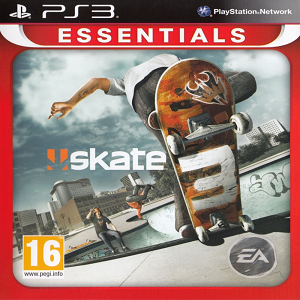 PS3
PlayStation®Network
ESSENTIALS
skate
3
16
www.pegi.info
EA